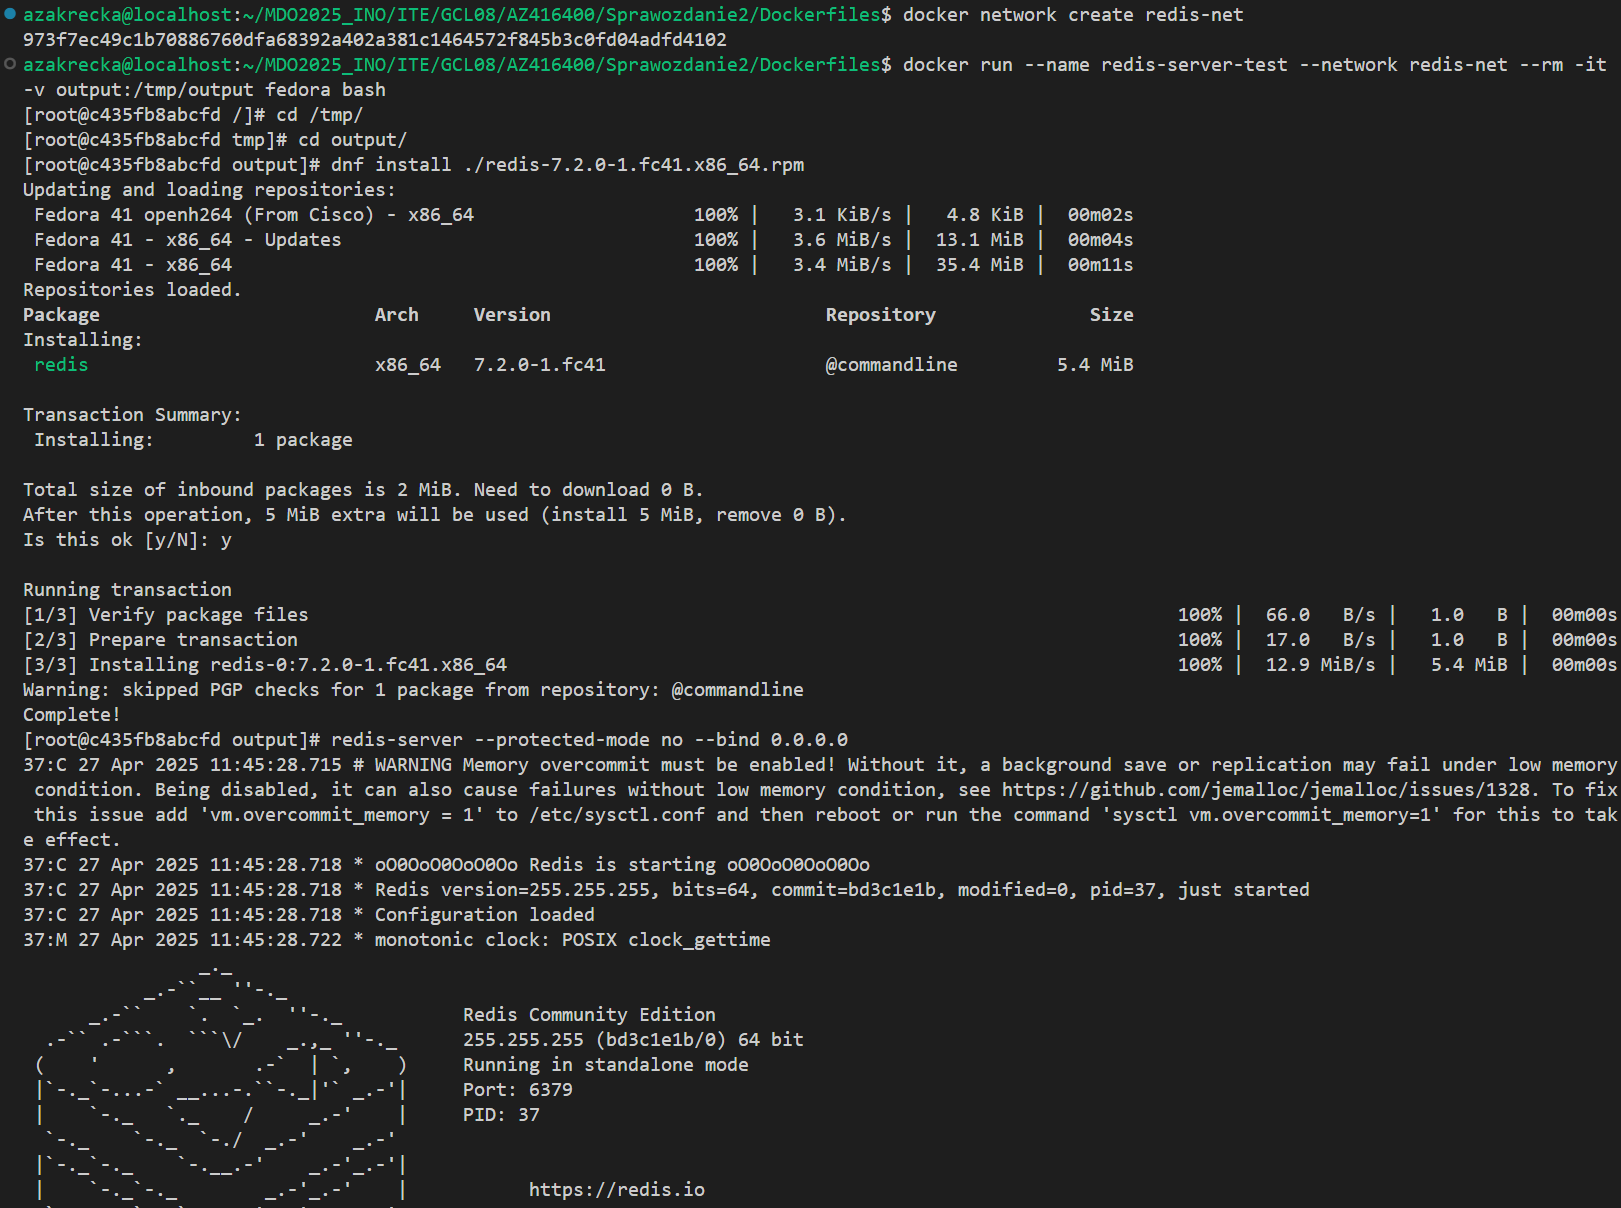 azakrecka@localhost:~/MDO2025_INO/ITE/GCL08/AZ416400/Sprawozdanie2/Dockerfiles$ docker network create redis-net
973f7ec49c1b70886760dfa68392a402a381c1464572f845b3c0fd04adfd4102
azakrecka@localhost:~/MDO2025_INO/ITE/GCL08/AZ416400/Sprawozdanie2/Dockerfiles$ docker run --name redis-server-test --network redis-net --rm -it
-v output:/tmp/output fedora bash
[root@c435fb8abcfd /]# cd /tmp/
[root@c435fb8abcfd tmp]# cd output/
[root@c435fb8abcfd output]# dnf install ./redis-7.2.0-1.fc41.x86_64.rpm
Updating and loading repositories:
 Fedora 41 openh264 (From Cisco) - x86_64                    100% |   3.1 KiB/s |   4.8 KiB |  00m02s
 Fedora 41 - x86_64 - Updates                                100% |   3.6 MiB/s |  13.1 MiB |  00m04s
 Fedora 41 - x86_64                                          100% |   3.4 MiB/s |  35.4 MiB |  00m11s
Repositories loaded.
Package                         Arch     Version                         Repository              Size
Installing:
 redis                          x86_64   7.2.0-1.fc41                    @commandline         5.4 MiB
Transaction Summary:
 Installing:         1 package
Total size of inbound packages is 2 MiB. Need to download 0 B.
After this operation, 5 MiB extra will be used (install 5 MiB, remove 0 B).
Is this ok [y/N]: y
Running transaction
[1/3] Verify package files                                                                               100% |  66.0   B/s |   1.0   B |  00m00s
[2/3] Prepare transaction                                                                                100% |  17.0   B/s |   1.0   B |  00m00s
[3/3] Installing redis-0:7.2.0-1.fc41.x86_64                                                             100% |  12.9 MiB/s |   5.4 MiB |  00m00s
Warning: skipped PGP checks for 1 package from repository: @commandline
Complete!
[root@c435fb8abcfd output]# redis-server --protected-mode no --bind 0.0.0.0
37:C 27 Apr 2025 11:45:28.715 # WARNING Memory overcommit must be enabled! Without it, a background save or replication may fail under low memory
 condition. Being disabled, it can also cause failures without low memory condition, see https://github.com/jemalloc/jemalloc/issues/1328. To fix
 this issue add 'vm.overcommit_memory = 1' to /etc/sysctl.conf and then reboot or run the command 'sysctl vm.overcommit_memory=1' for this to tak
e effect.
37:C 27 Apr 2025 11:45:28.718 * oO0OoO0OoO0Oo Redis is starting oO0OoO0OoO0Oo
37:C 27 Apr 2025 11:45:28.718 * Redis version=255.255.255, bits=64, commit=bd3c1e1b, modified=0, pid=37, just started
37:C 27 Apr 2025 11:45:28.718 * Configuration loaded
37:M 27 Apr 2025 11:45:28.722 * monotonic clock: POSIX clock_gettime
Redis Community Edition
255.255.255 (bd3c1e1b/0) 64 bit
Running in standalone mode
Port: 6379
PID: 37
https://redis.io